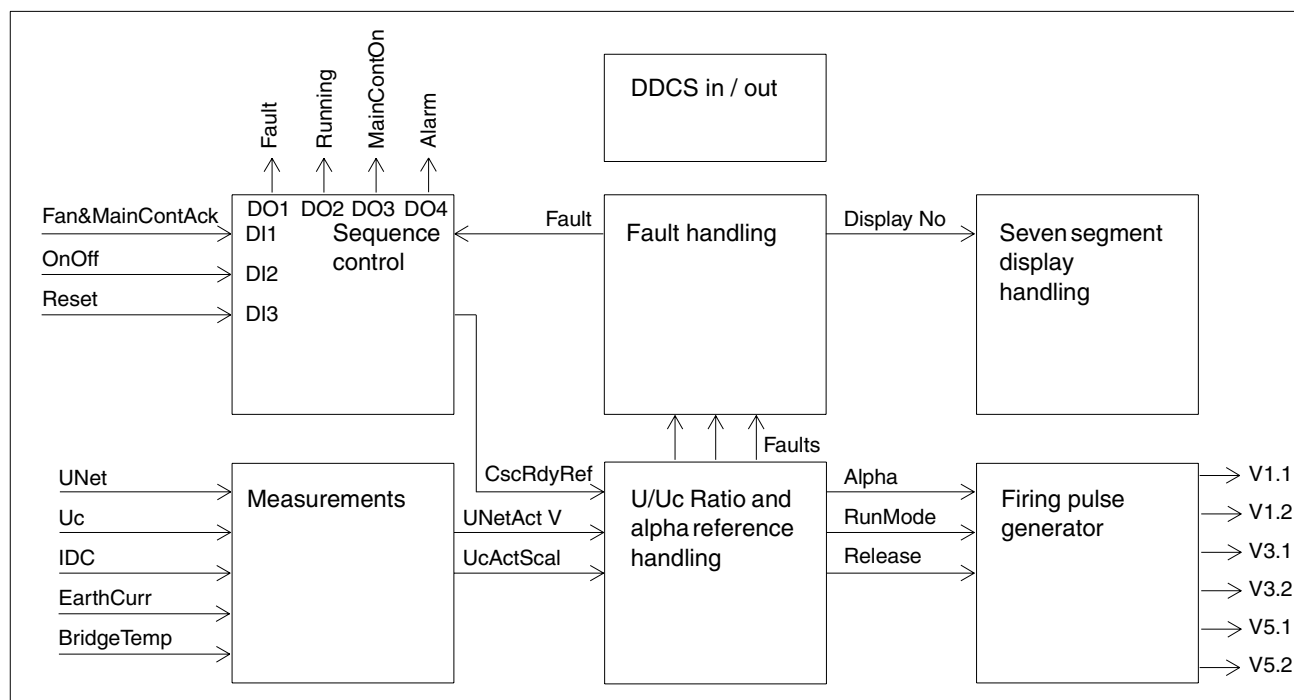 Fault
Running
MainContOn
Alarm
DDCS in / out
Fan&MainContAck
OnOff
Reset
DO1 DO2 DO3 DO4
DI1
DI2
DI3
Sequence
control
Fault
Fault handling
Display No
Seven segment
display
handling
Faults
UNet
Uc
IDC
EarthCurr
BridgeTemp
Measurements
CscRdyRef
UNetAct V
UcActScal
U/Uc Ratio and
alpha reference
handling
Alpha
RunMode
Release
Firing pulse
generator
V1.1
V1.2
V3.1
V3.2
V5.1
V5.2